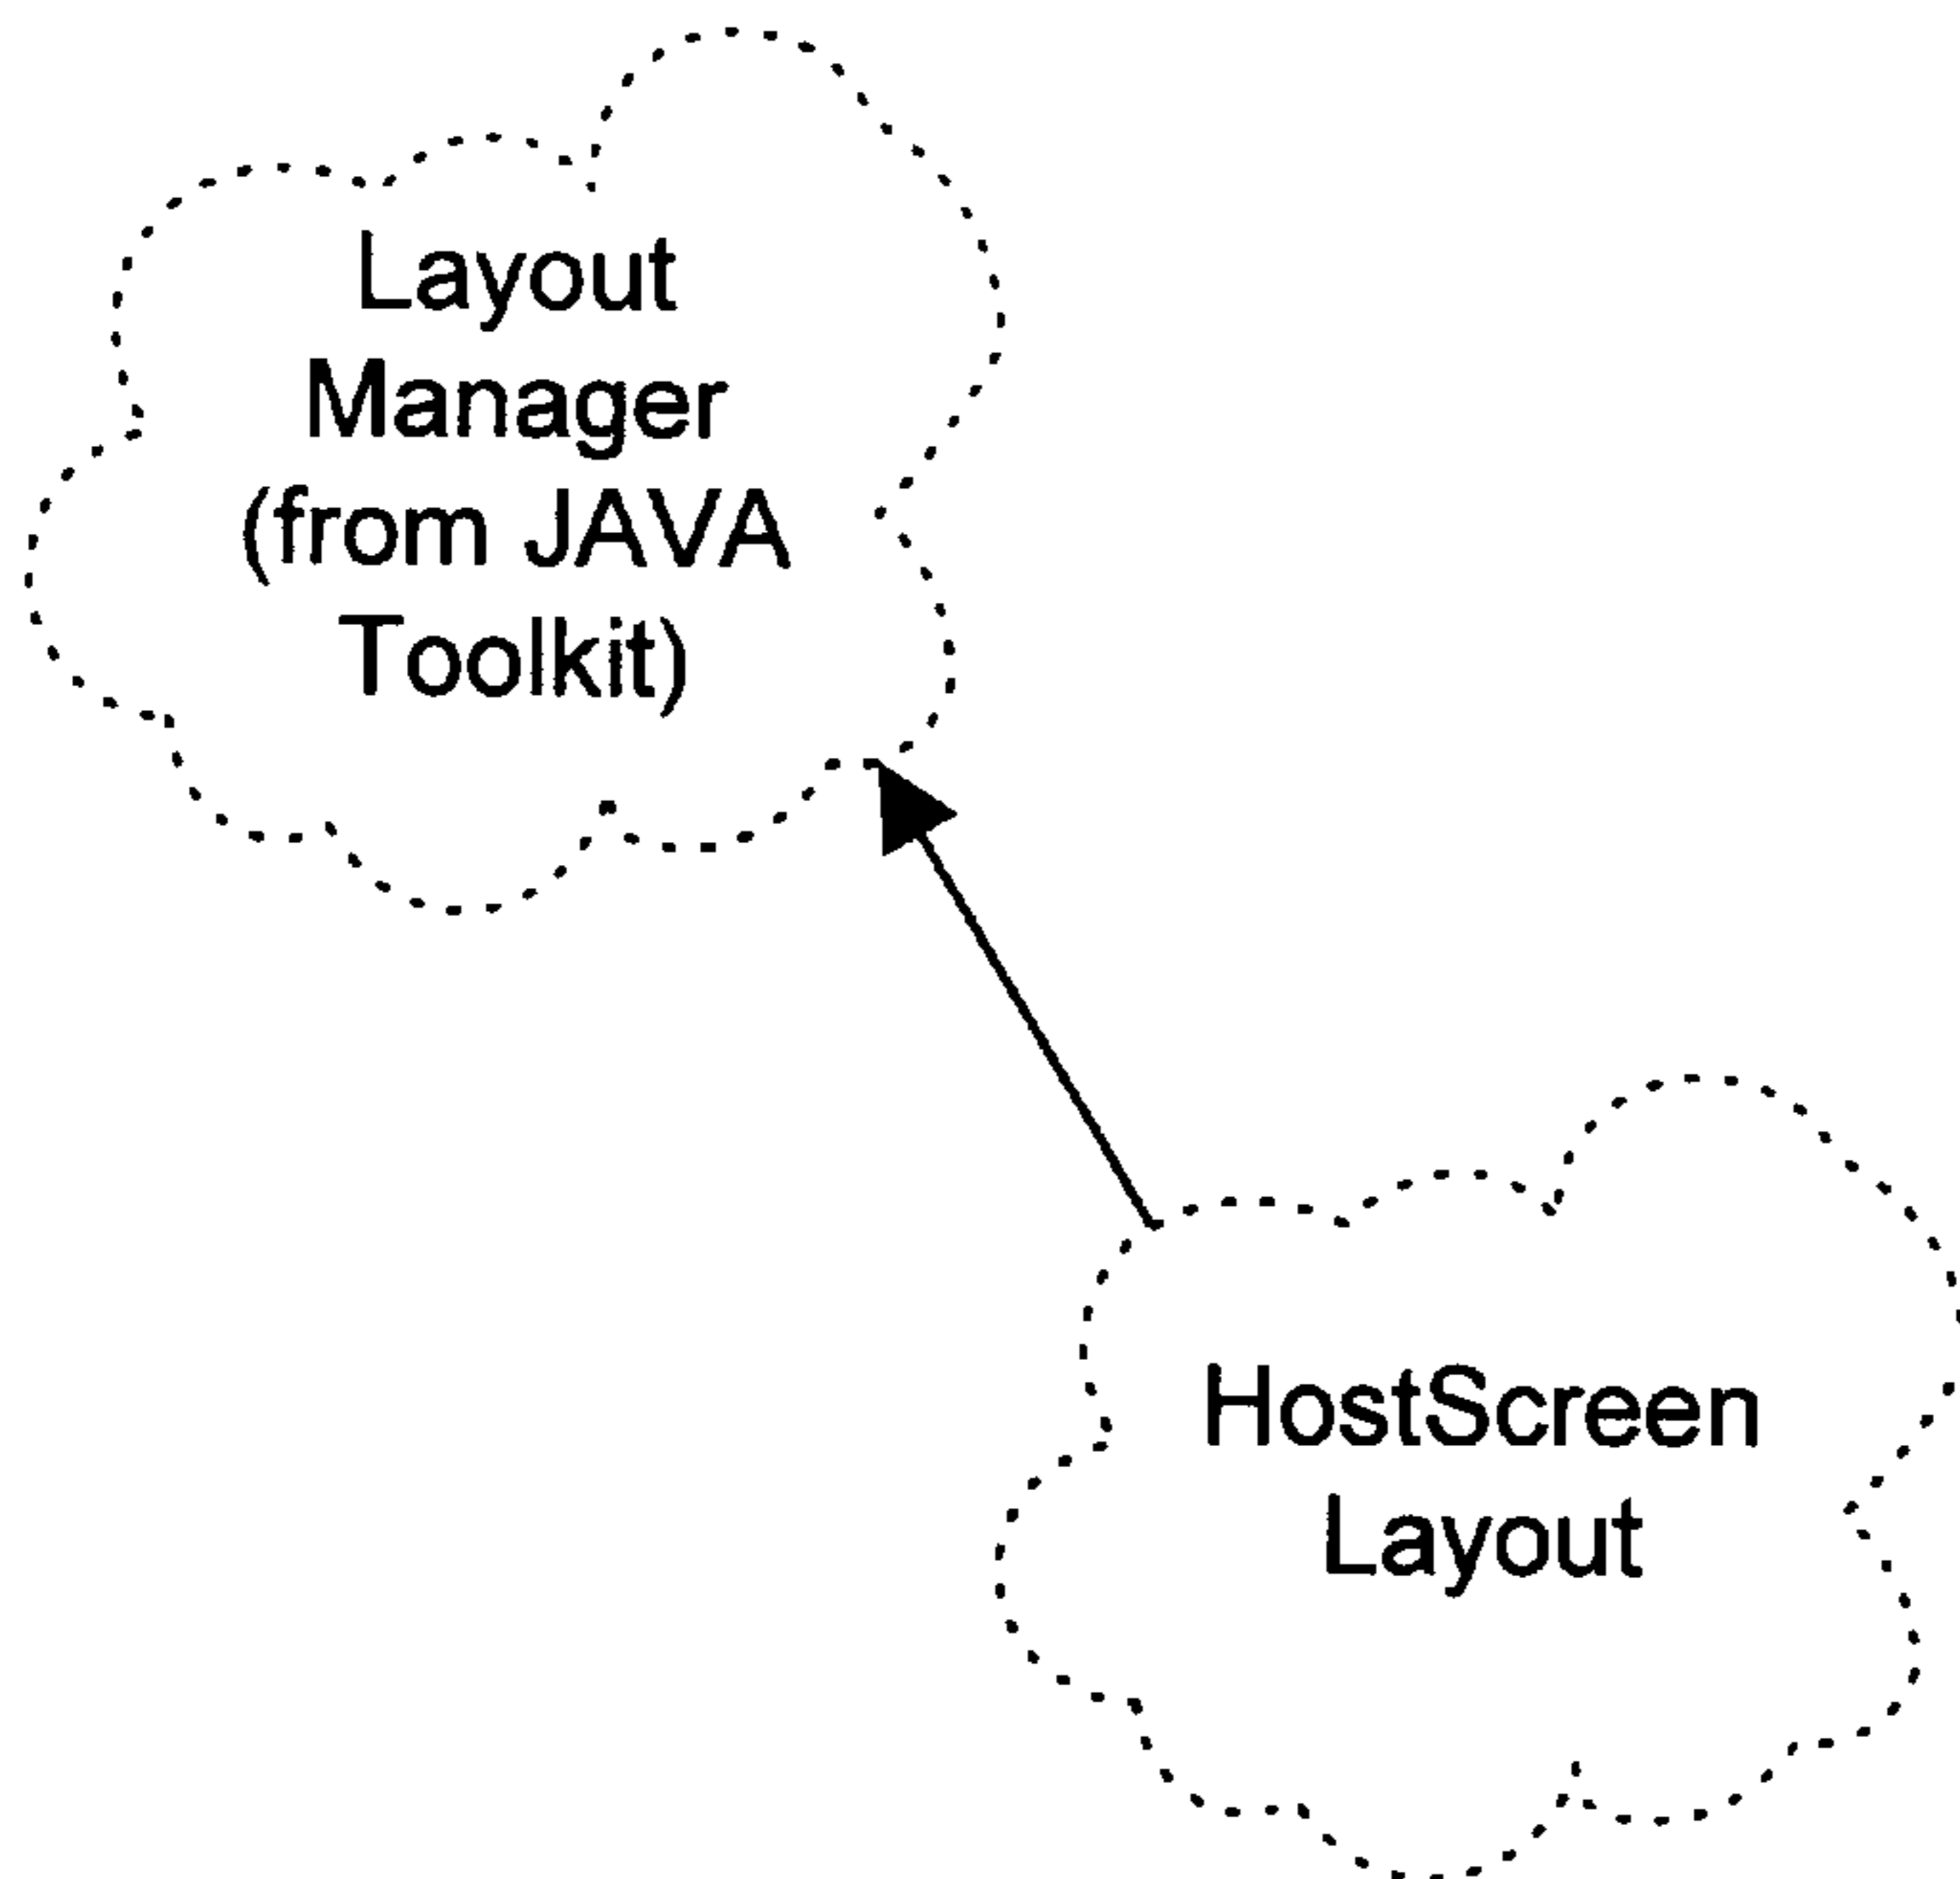 Layout
Manager
(from JAVA
Toolkit)
HostScreen
Layout